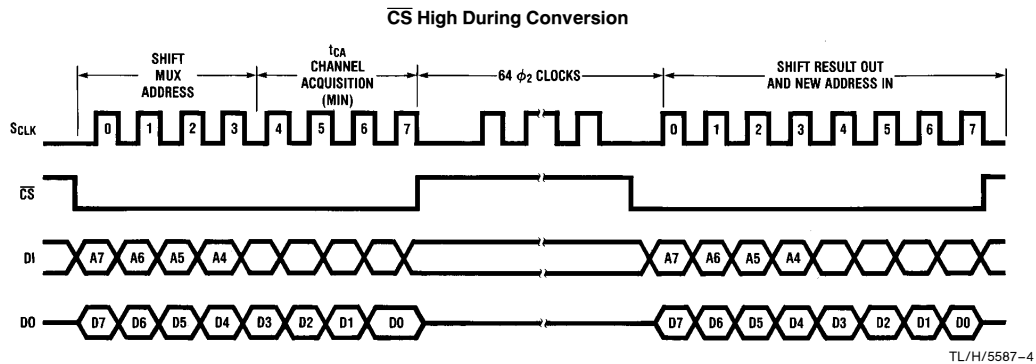 CS High During Conversion
SHIFT
MUX
ADDRESS
tCA
CHANNEL
ACQUISITION
(MIN)
64 ϕ2 CLOCKS
SHIFT RESULT OUT
AND NEW ADDRESS IN
SCLK 0 1 2 3 4 5 6 7 0 1 2 3 4 5 6 7
CS
DI A7 A6 A5 A4 A7 A6 A5 A4
DO D7 D6 D5 D4 D3 D2 D1 D0 D7 D6 D5 D4 D3 D2 D1 D0
TL/H/5587–4